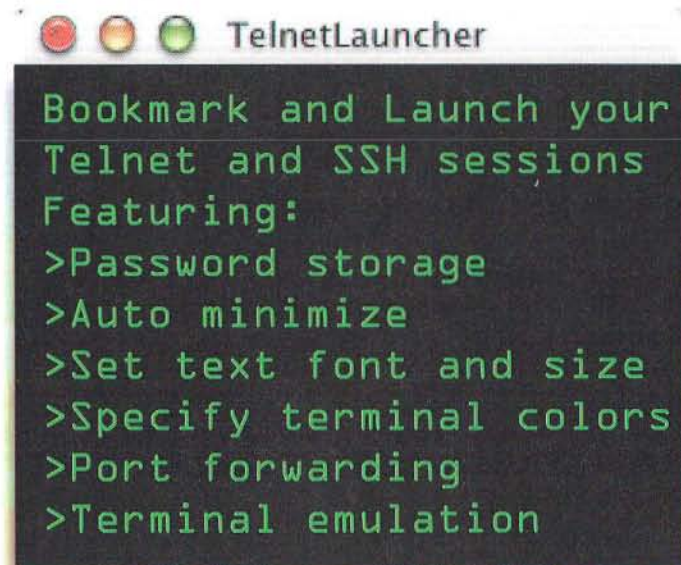 TelnetLauncher
Bookmark and Launch your
Telnet and SSH sessions
Featuring:
>Password storage
>Auto minimize
>Set text font and size
>Specify terminal colors
>Port forwarding
>Terminal emulation